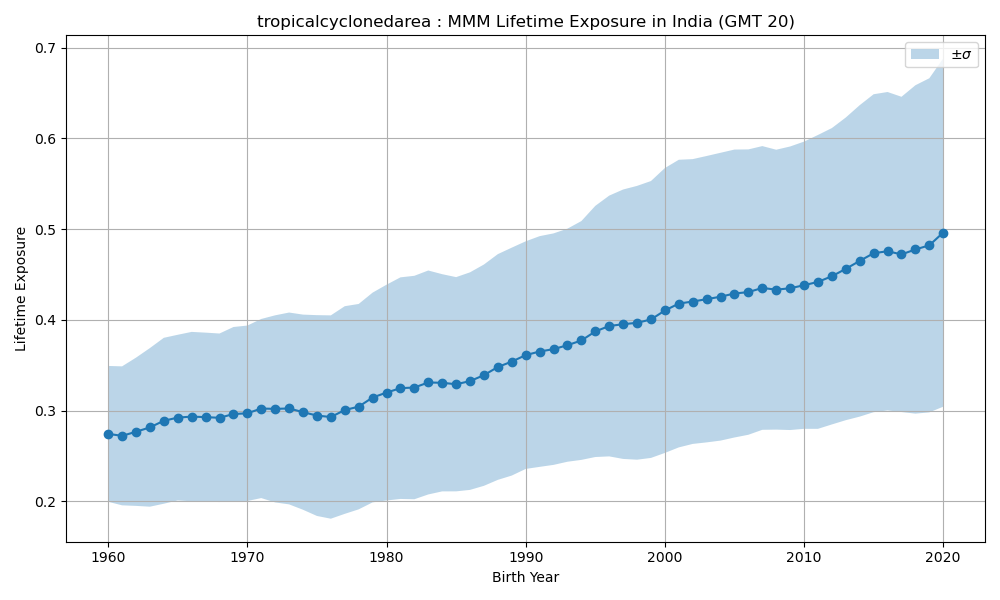 tropicalcyclonedarea : MMM Lifetime Exposure in India (GMT 20)
±σ
0.7
0.6
0.5
0.4
0.3
0.2
Lifetime Exposure
1960 1970 1980 1990 2000 2010 2020
Birth Year